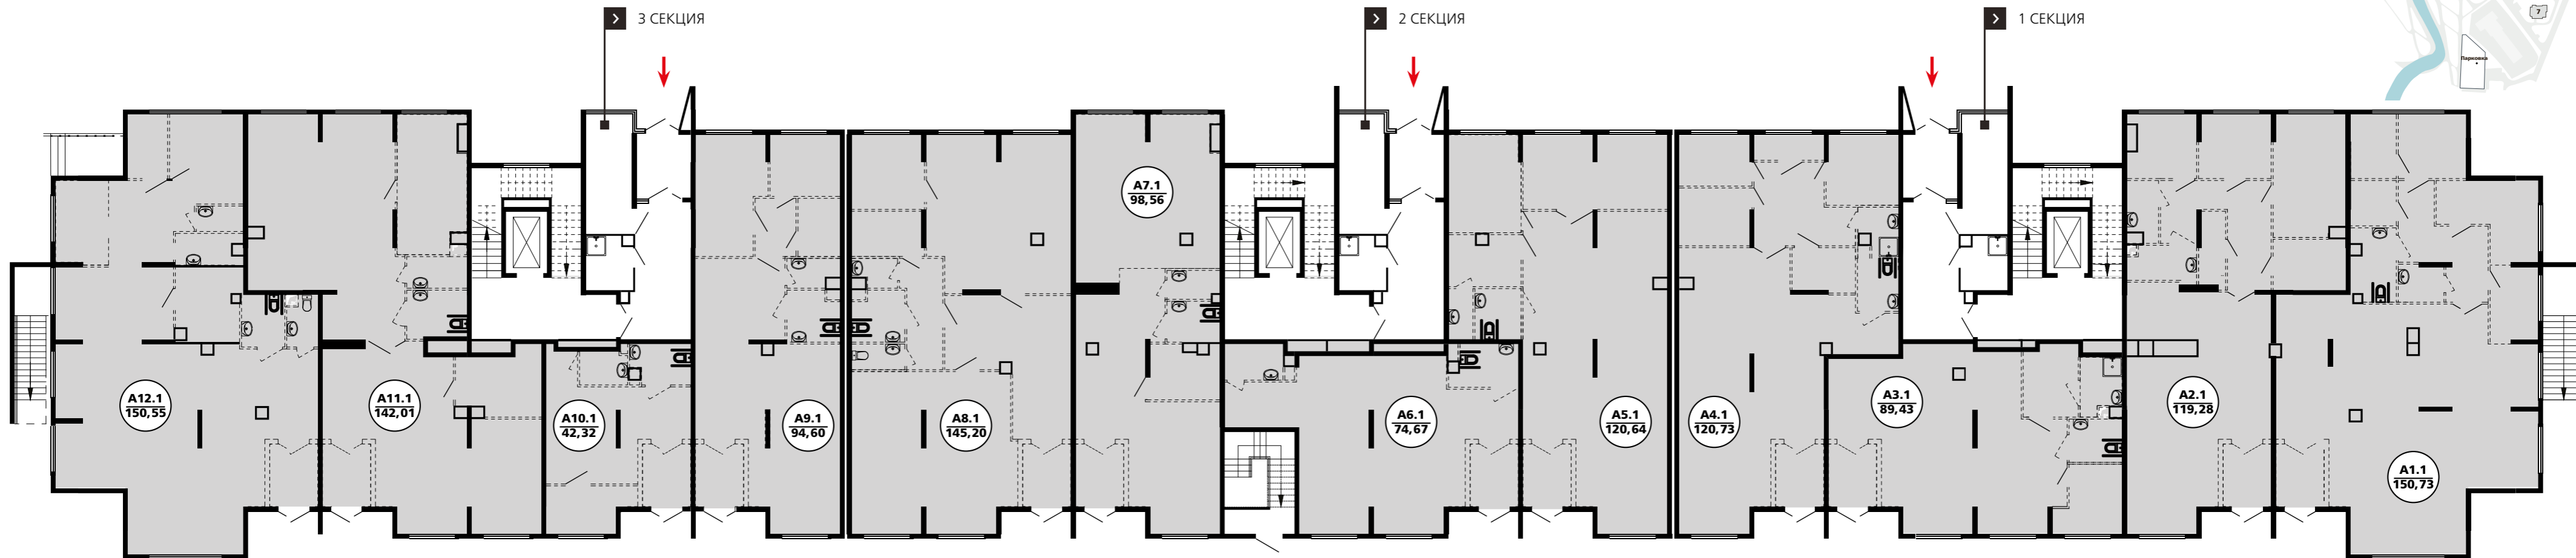 3 СЕКЦИЯ
2 СЕКЦИЯ
1 СЕКЦИЯ
7
Парковка
А7.1
98,56
А12.1
150,55
А11.1
142,01
А10.1
42,32
А9.1
94,60
А8.1
145,20
А6.1
74,67
А5.1
120,64
А4.1
120,73
А3.1
89,43
А2.1
119,28
А1.1
150,73